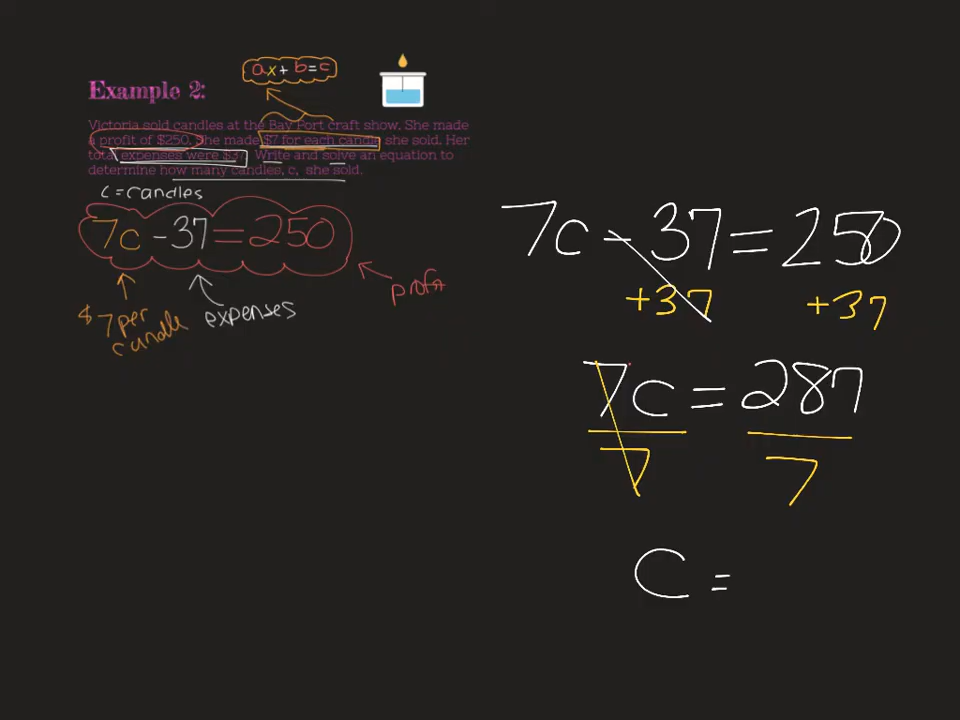 ax+b=c
Example 2:
Victoria sold candles at the Bay Port craft show. She made
a profit of $250. She made $7 for each candle she sold. Her
total expenses were $37. Write and solve an equation to
determine how many candles, c, she sold.
c=candles
7c-37=250
profit
$7 per
candle
expenses
7c-37=250
+37 +37
7c=287
7 7
C=